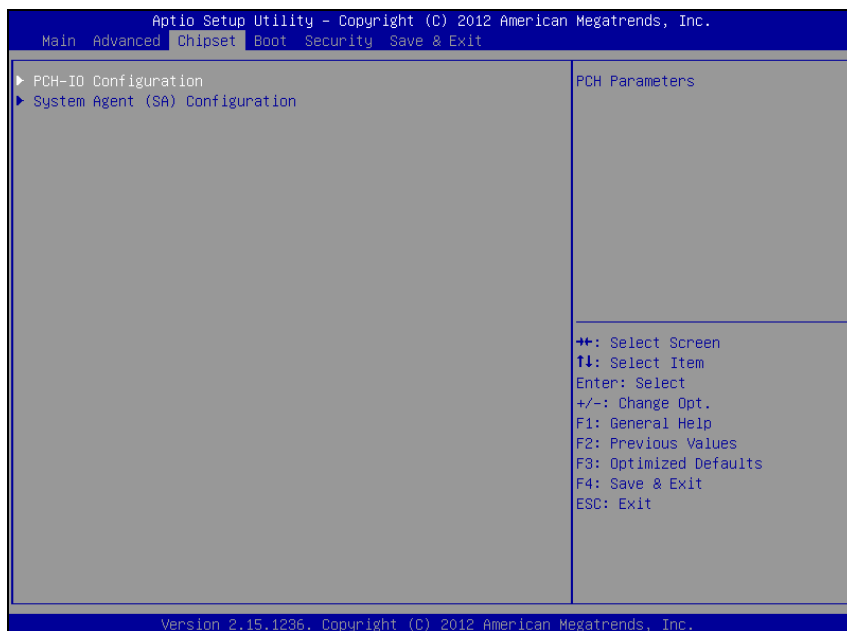 Aptio Setup Utility – Copyright (C) 2012 American Megatrends, Inc.
Main Advanced Chipset Boot Security Save & Exit
▶ PCH-IO Configuration
▶ System Agent (SA) Configuration
PCH Parameters
→←: Select Screen
↑↓: Select Item
Enter: Select
+/-: Change Opt.
F1: General Help
F2: Previous Values
F3: Optimized Defaults
F4: Save & Exit
ESC: Exit
Version 2.15.1236. Copyright (C) 2012 American Megatrends, Inc.